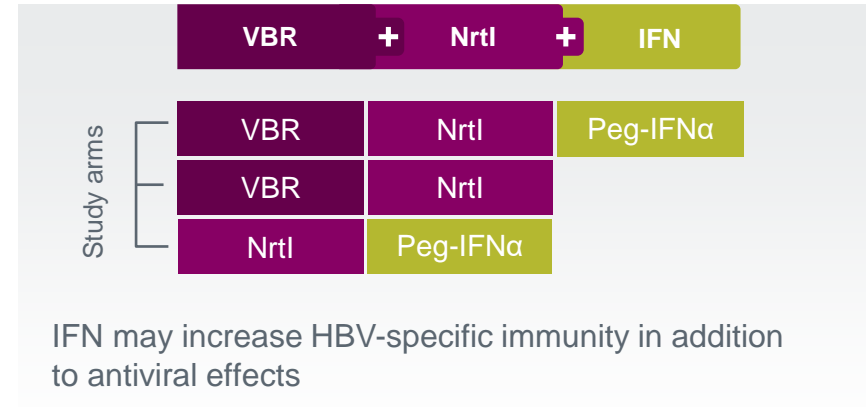 VBR + NrtI + IFN
Study arms
VBR NrtI Peg-IFNα
VBR NrtI
NrtI Peg-IFNα
IFN may increase HBV-specific immunity in addition
to antiviral effects